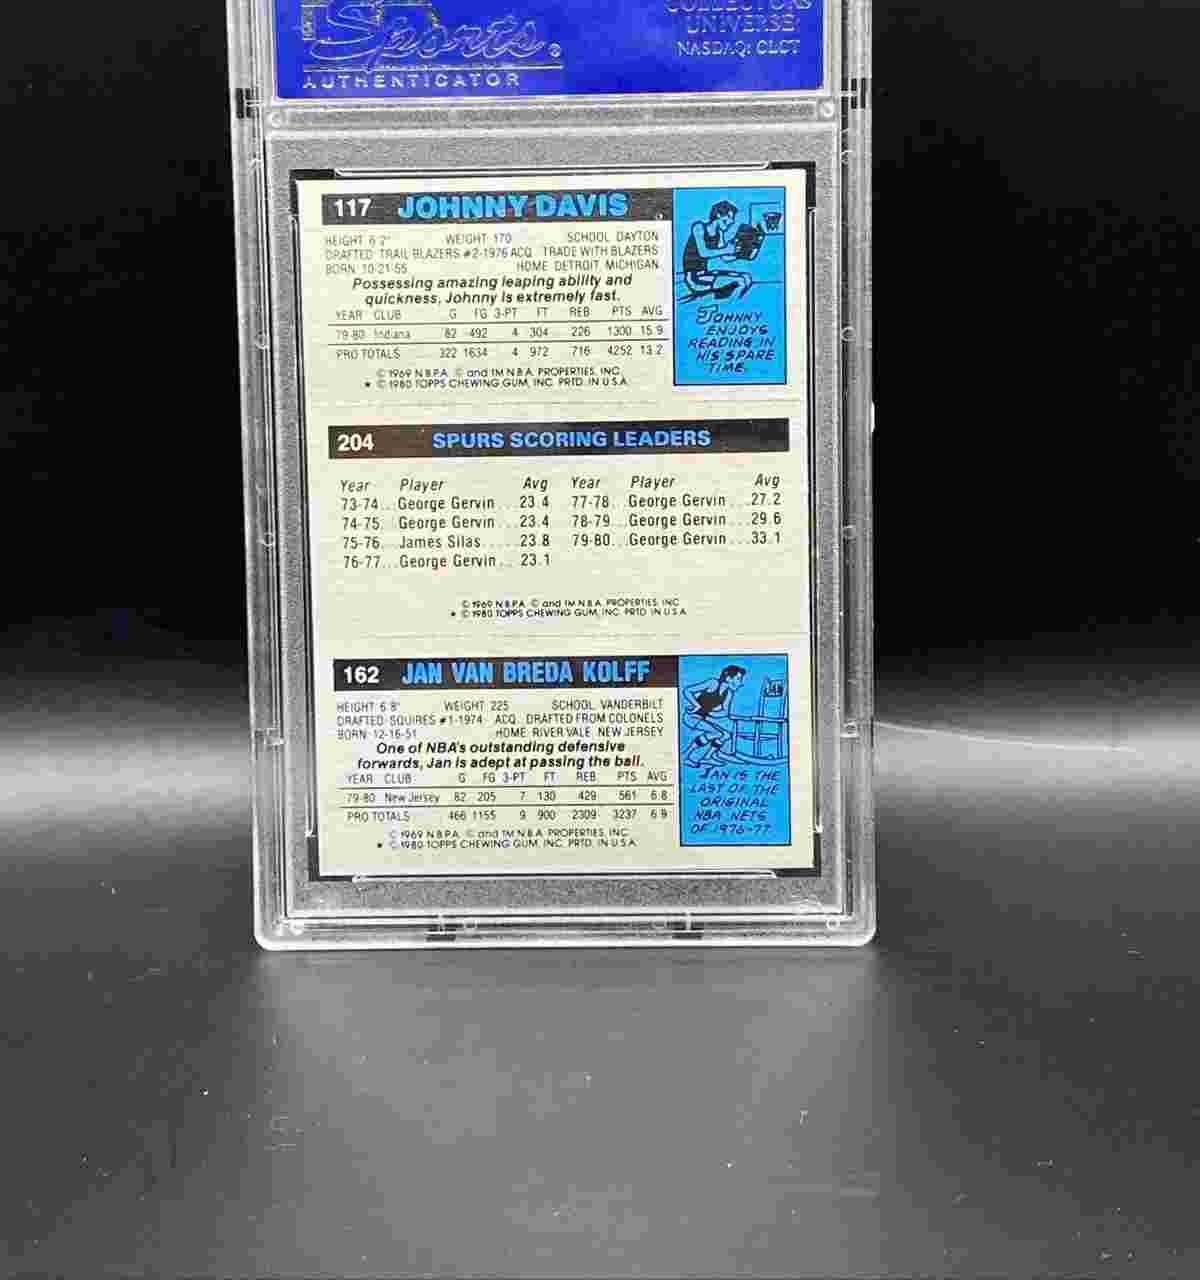 Sports®
AUTHENTICATOR
COLLECTORS
UNIVERSE
NASDAQ: CLCT
117 JOHNNY DAVIS
HEIGHT 6'2" WEIGHT 170 SCHOOL DAYTON
DRAFTED TRAIL BLAZERS #2-1976 ACQ. TRADE WITH BLAZERS
BORN 10-21-55 HOME DETROIT, MICHIGAN
Possessing amazing leaping ability and
quickness, Johnny is extremely fast.
YEAR CLUB G FG 3-PT FT REB PTS AVG
79-80 Indiana 82 492 4 304 226 1300 15.9
PRO TOTALS 322 1634 4 972 716 4252 13.2
© 1969 N.B.P.A. © and TM N.B.A. PROPERTIES, INC.
★ © 1980 TOPPS CHEWING GUM, INC. PRTD. IN U.S.A.
JOHNNY
ENJOYS
READING IN
HIS SPARE
TIME.
204 SPURS SCORING LEADERS
Year Player Avg Year Player Avg
73-74...George Gervin...23.4 77-78...George Gervin...27.2
74-75...George Gervin...23.4 78-79...George Gervin...29.6
75-76...James Silas.....23.8 79-80...George Gervin...33.1
76-77...George Gervin...23.1
© 1969 N.B.P.A. © and TM N.B.A. PROPERTIES, INC.
★ © 1980 TOPPS CHEWING GUM, INC. PRTD. IN U.S.A.
162 JAN VAN BREDA KOLFF
HEIGHT 6'8" WEIGHT 225 SCHOOL VANDERBILT
DRAFTED SQUIRES #1-1974 ACQ. DRAFTED FROM COLONELS
BORN 12-16-51 HOME RIVER VALE, NEW JERSEY
One of NBA's outstanding defensive
forwards, Jan is adept at passing the ball.
YEAR CLUB G FG 3-PT FT REB PTS AVG
79-80 New Jersey 82 205 7 130 429 561 6.8
PRO TOTALS 466 1155 9 900 2309 3237 6.9
© 1969 N.B.P.A. © and TM N.B.A. PROPERTIES, INC.
★ © 1980 TOPPS CHEWING GUM, INC. PRTD. IN U.S.A.
JAN
JAN IS THE
LAST OF THE
ORIGINAL
NBA NETS
OF 1976-77.